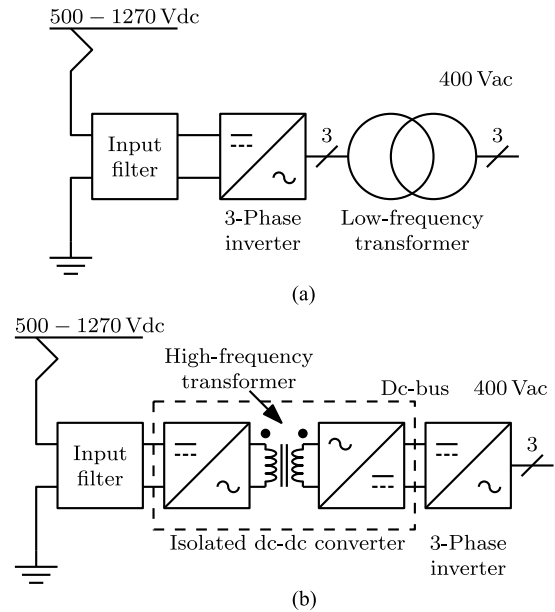 500 – 1270 Vdc
400 Vac
Input
filter
3
3
3-Phase
inverter
Low-frequency
transformer
(a)
500 – 1270 Vdc
High-frequency
transformer
Dc-bus
400 Vac
Input
filter
3
Isolated dc-dc converter
3-Phase
inverter
(b)